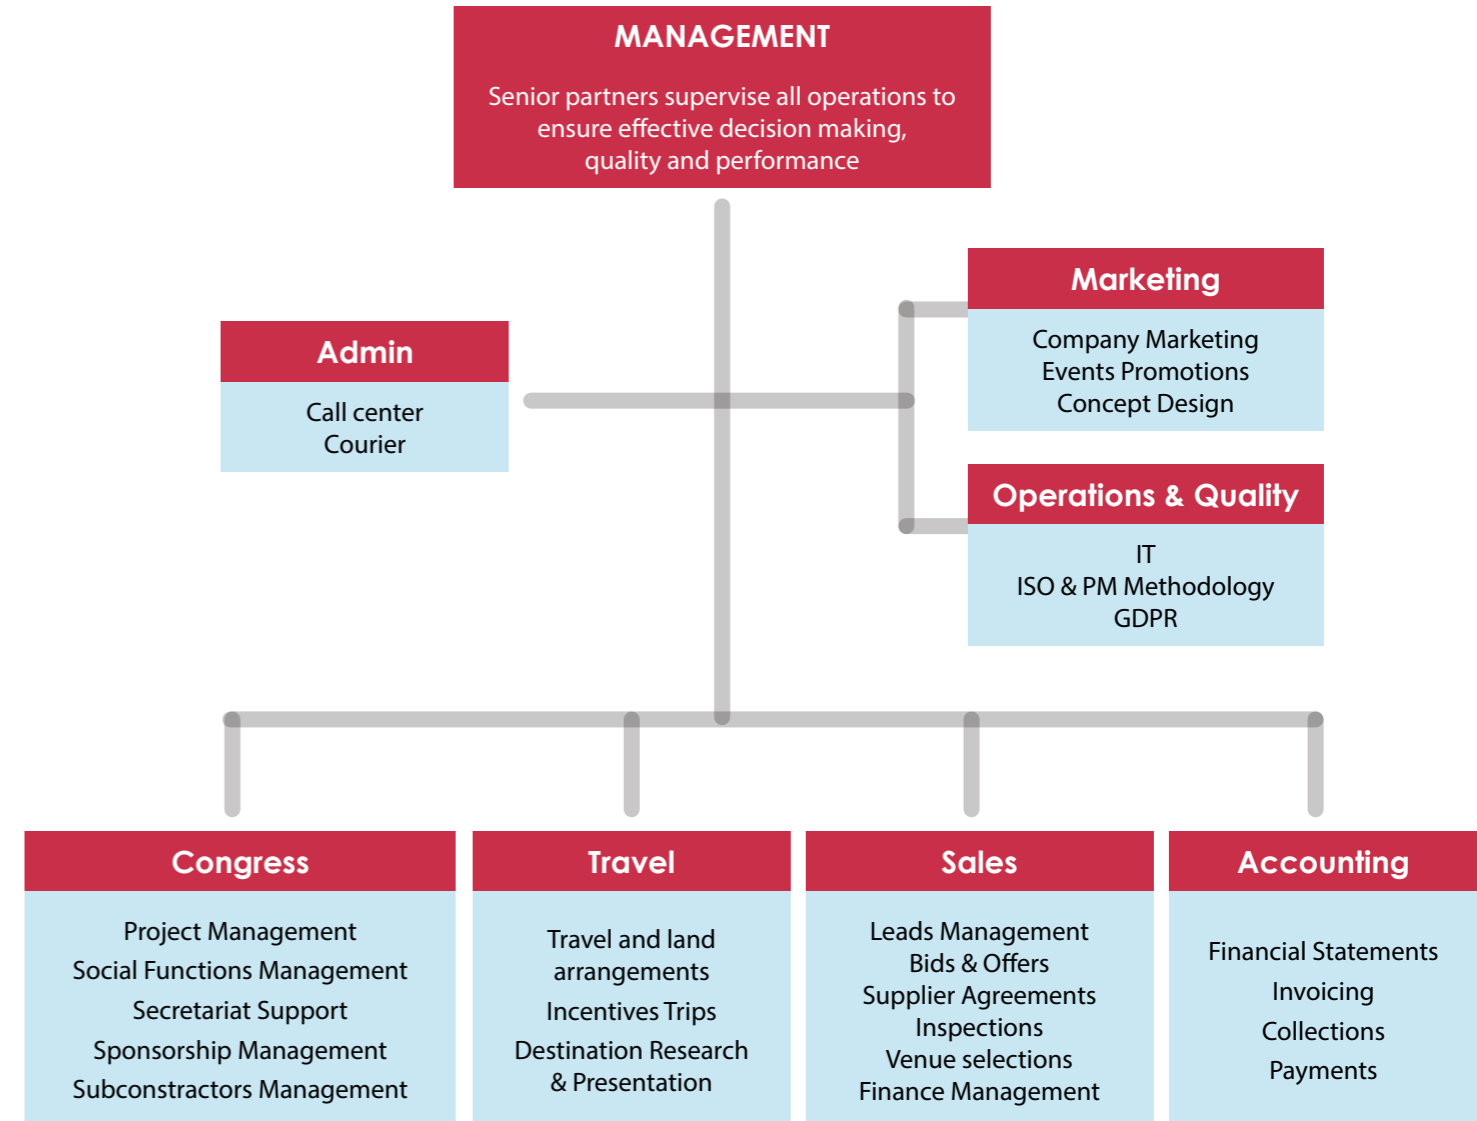 MANAGEMENT
Senior partners supervise all operations to
ensure effective decision making,
quality and performance
Marketing
Company Marketing
Events Promotions
Concept Design
Admin
Call center
Courier
Operations & Quality
IT
ISO & PM Methodology
GDPR
Congress
Project Management
Social Functions Management
Secretariat Support
Sponsorship Management
Subconstractors Management
Travel
Travel and land
arrangements
Incentives Trips
Destination Research
& Presentation
Sales
Leads Management
Bids & Offers
Supplier Agreements
Inspections
Venue selections
Finance Management
Accounting
Financial Statements
Invoicing
Collections
Payments